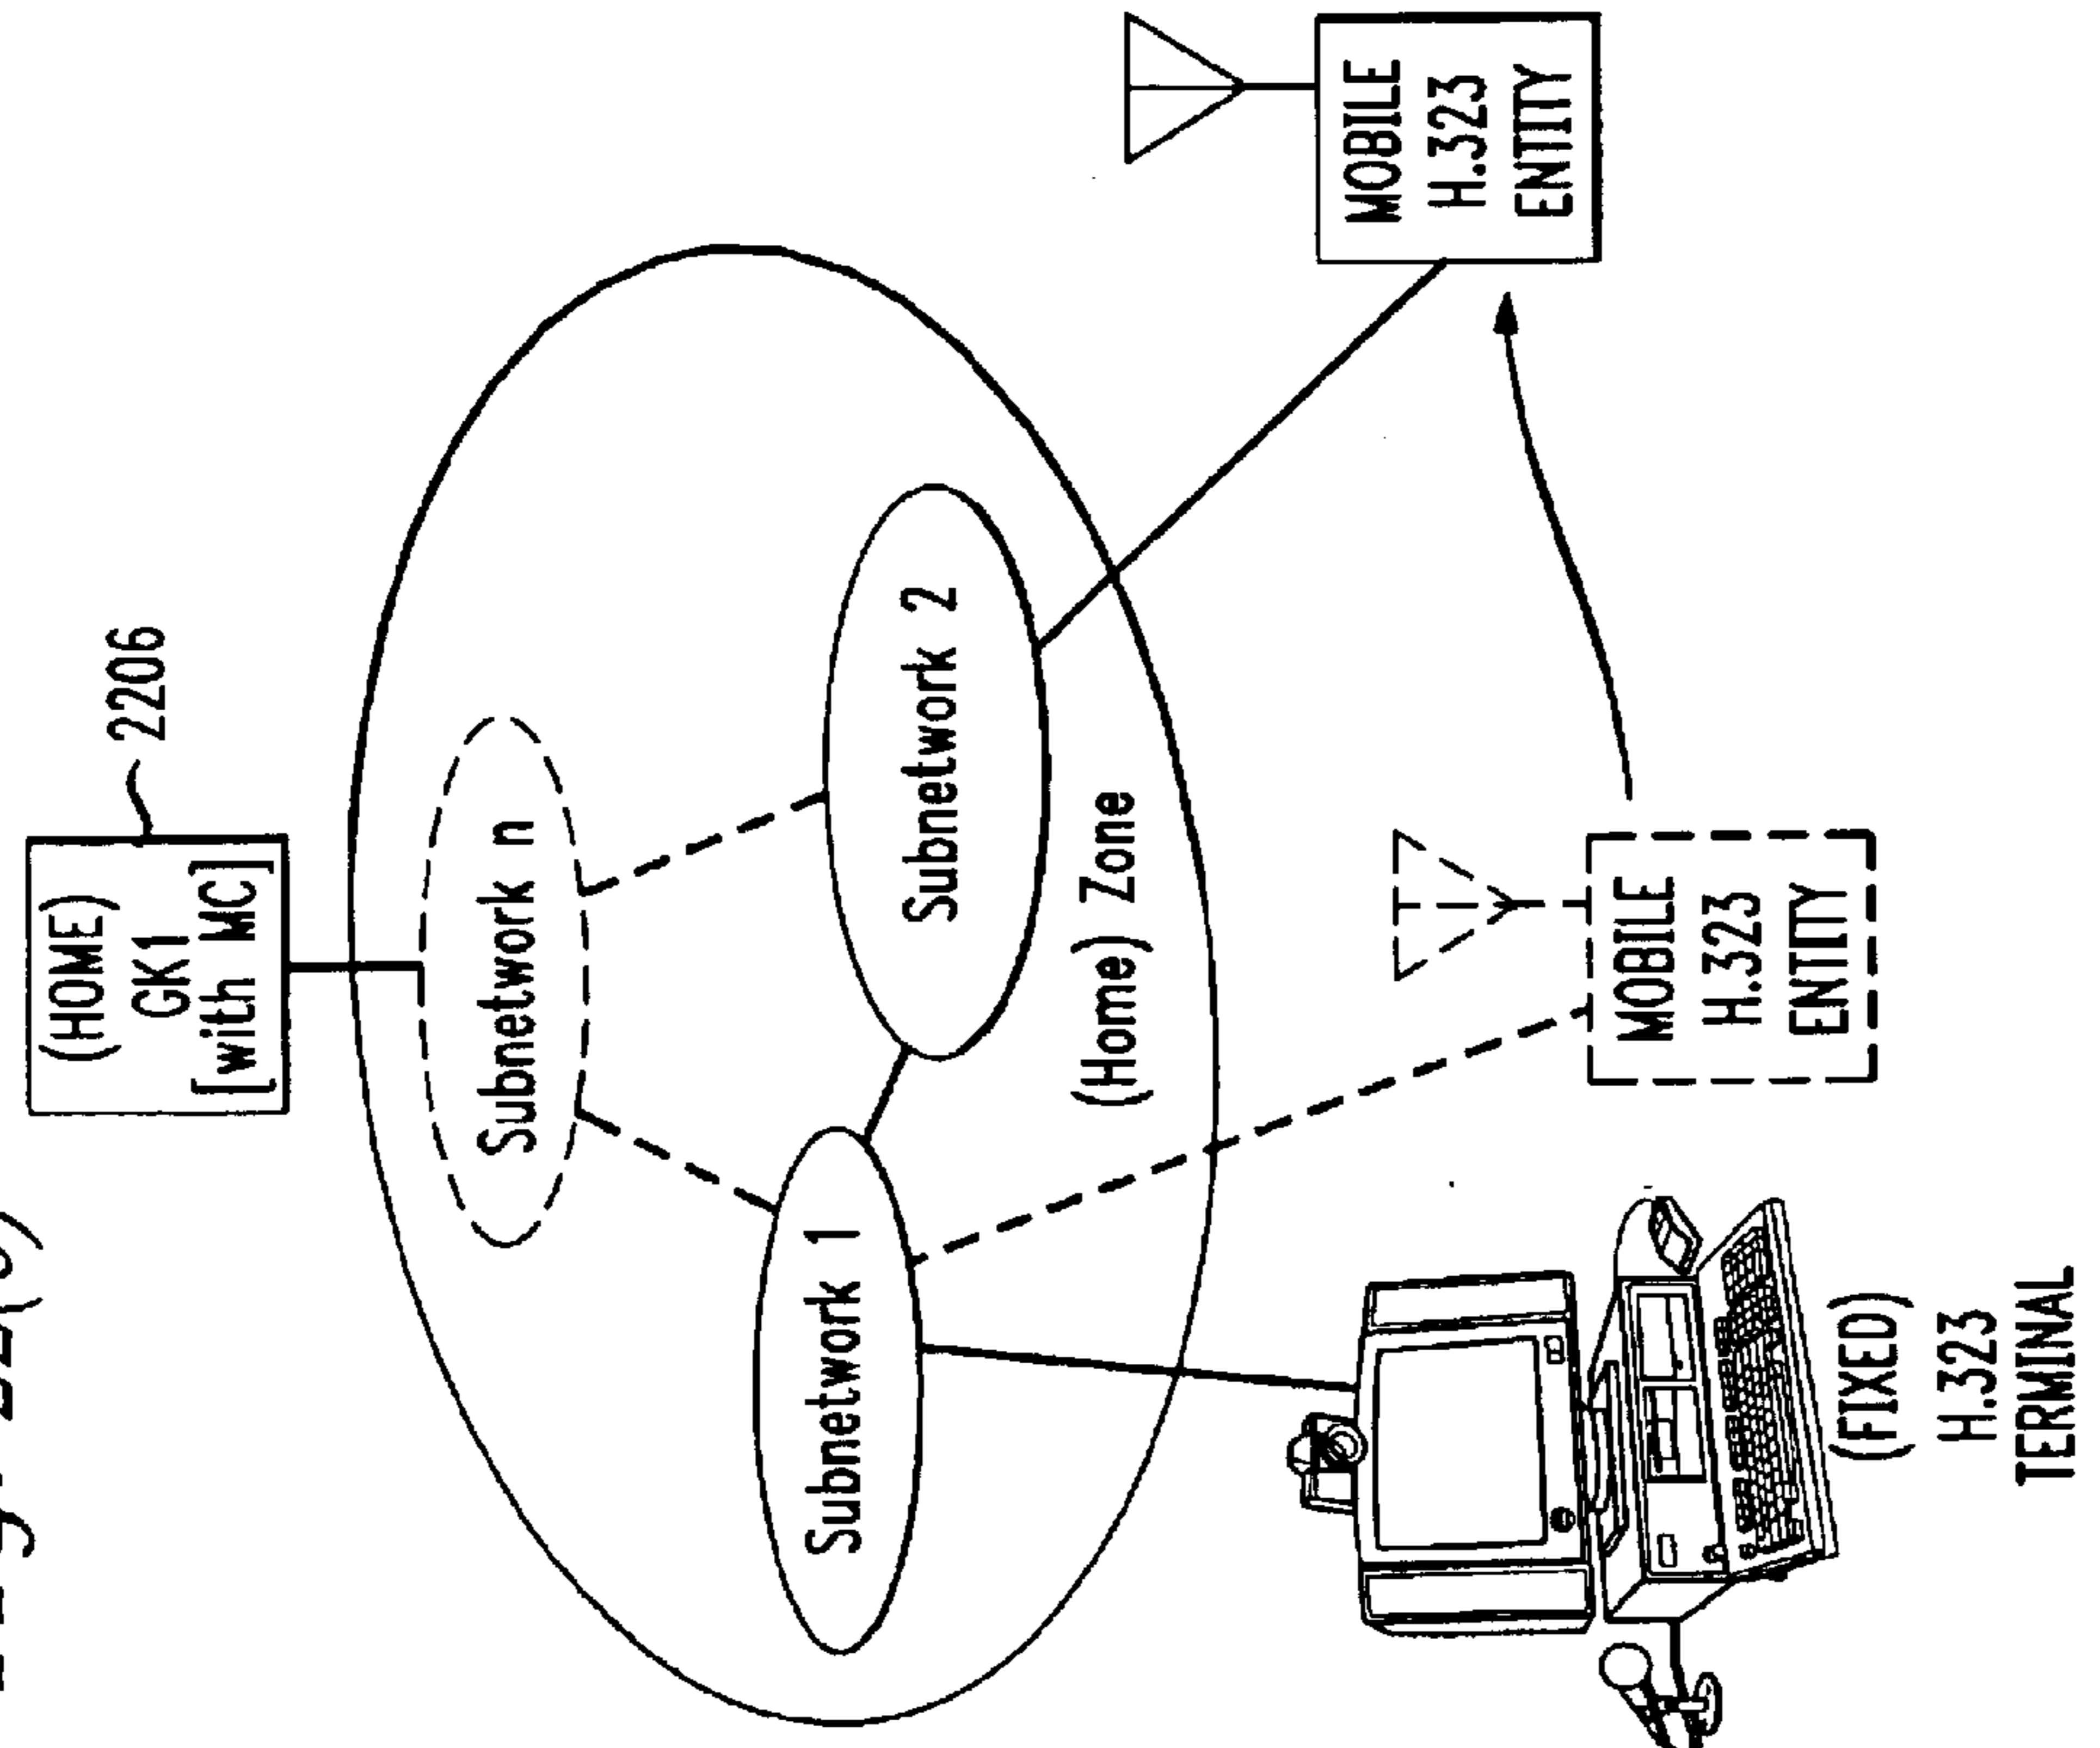 (HOME)
GK1
[with MC]
2206
Subnetwork n
Subnetwork 1
Subnetwork 2
(Home) Zone
MOBILE
H.323
ENTITY
MOBILE
H.323
ENTITY
(FIXED)
H.323
TERMINAL